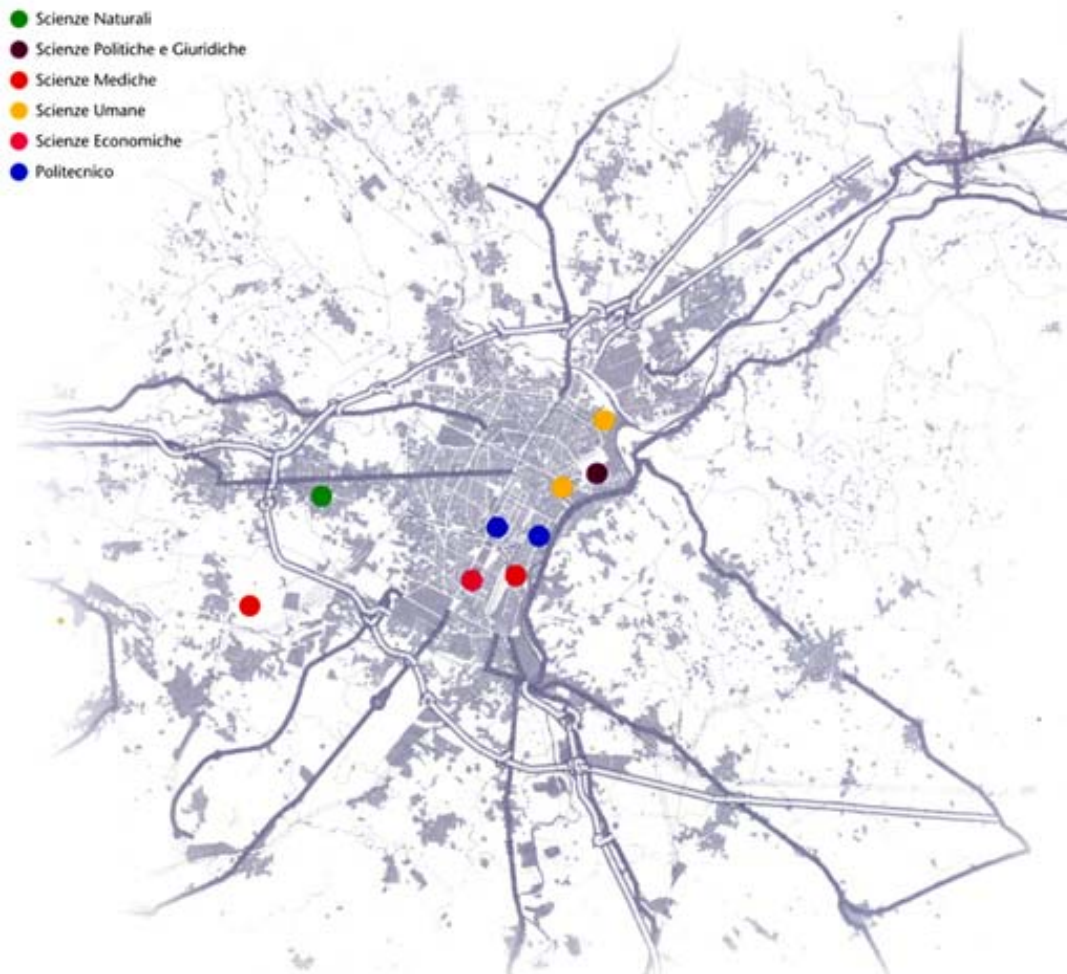 Scienze Naturali
Scienze Politiche e Giuridiche
Scienze Mediche
Scienze Umane
Scienze Economiche
Politecnico